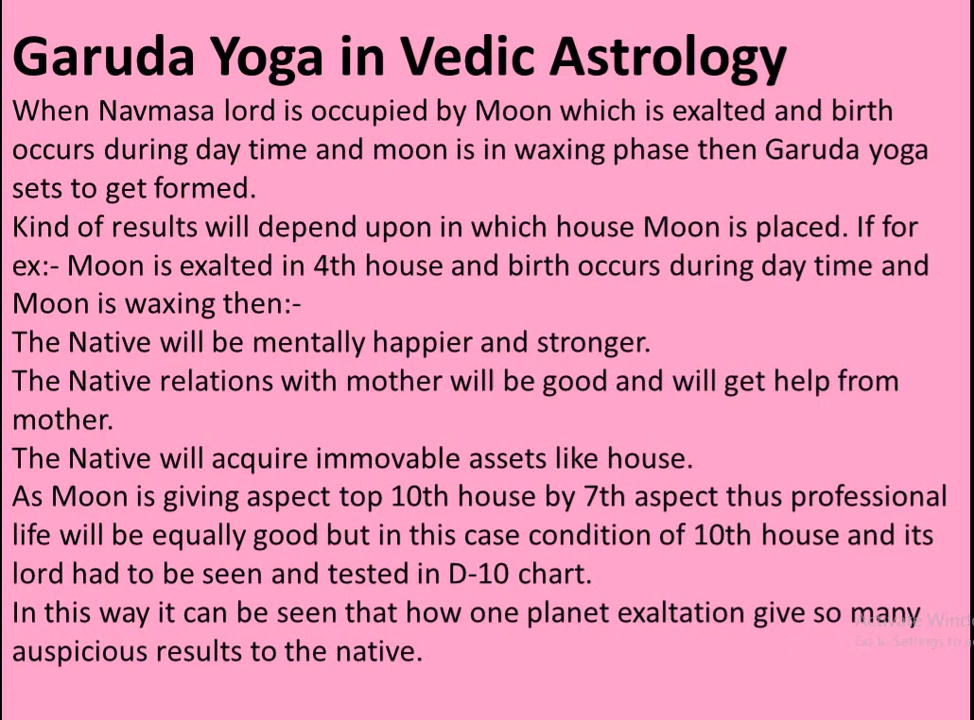 Garuda Yoga in Vedic Astrology
When Navmasa lord is occupied by Moon which is exalted and birth
occurs during day time and moon is in waxing phase then Garuda yoga
sets to get formed.
Kind of results will depend upon in which house Moon is placed. If for
ex:- Moon is exalted in 4th house and birth occurs during day time and
Moon is waxing then:-
The Native will be mentally happier and stronger.
The Native relations with mother will be good and will get help from
mother.
The Native will acquire immovable assets like house.
As Moon is giving aspect top 10th house by 7th aspect thus professional
life will be equally good but in this case condition of 10th house and its
lord had to be seen and tested in D-10 chart.
In this way it can be seen that how one planet exaltation give so many
auspicious results to the native.
Go to Settings to